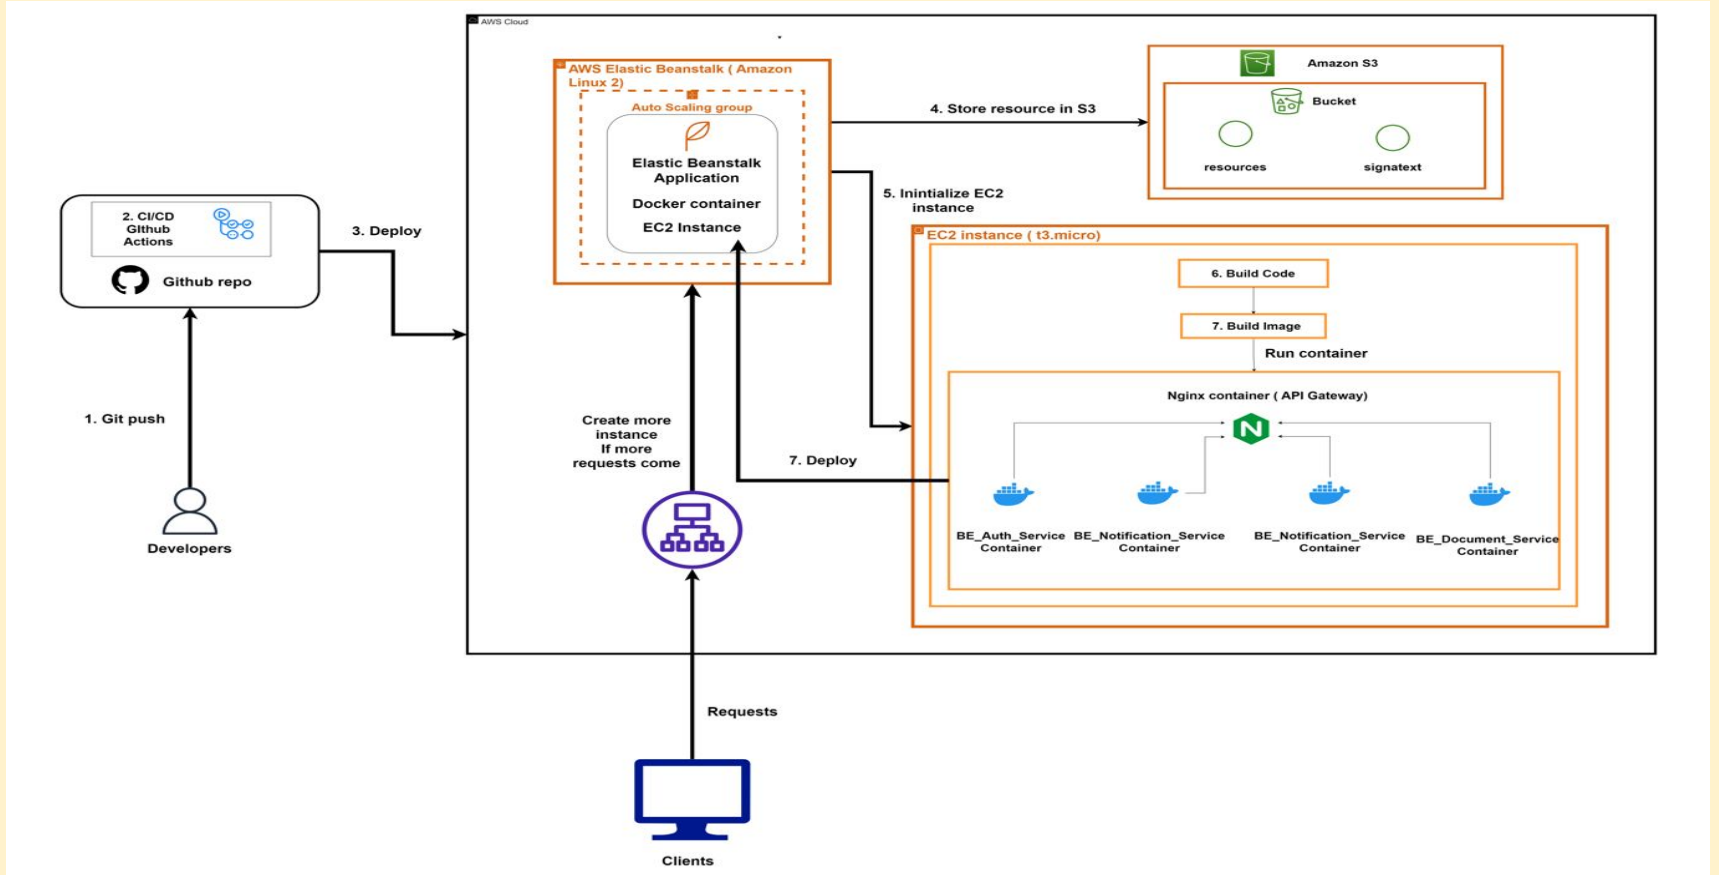 AWS Cloud
AWS Elastic Beanstalk ( Amazon
Linux 2)
Auto Scaling group
Elastic Beanstalk
Application
Docker container
EC2 Instance
4. Store resource in S3
Amazon S3
Bucket
resources
signatext
2. CI/CD
GIthub
Actions
Github repo
3. Deploy
5. Inintialize EC2
instance
EC2 instance ( t3.micro)
6. Build Code
7. Build Image
Run container
Nginx container ( API Gateway)
BE_Auth_Service
Container
BE_Notification_Service
Container
BE_Notification_Service
Container
BE_Document_Service
Container
1. Git push
Developers
Create more
instance
If more
requests come
7. Deploy
Requests
Clients